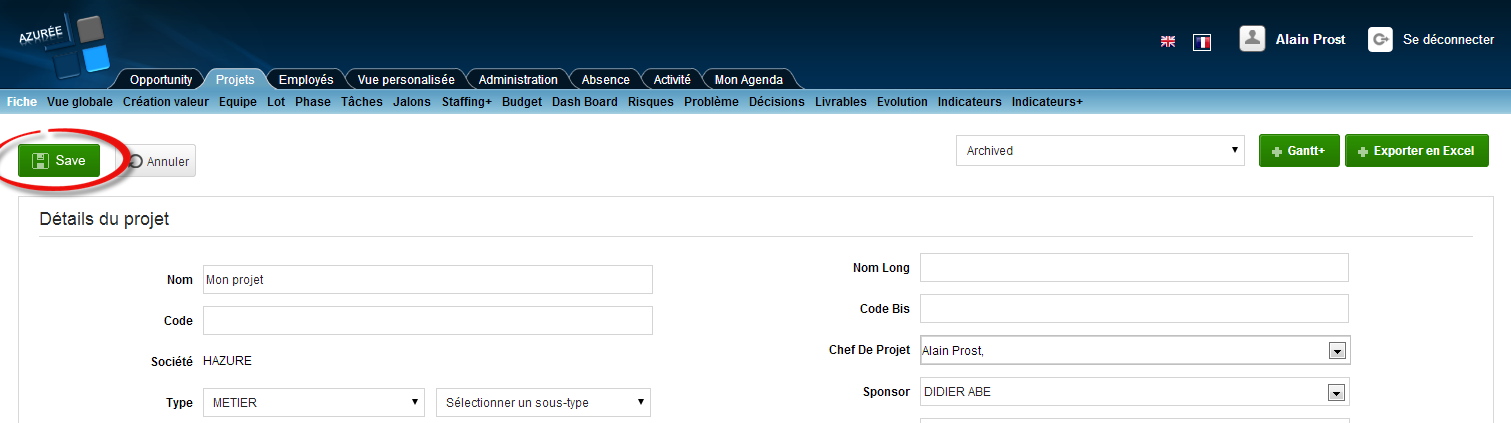 AZURÉE
Alain Prost Se déconnecter
Opportunity Projets Employés Vue personalisée Administration Absence Activité Mon Agenda
Fiche Vue globale Création valeur Equipe Lot Phase Tâches Jalons Staffing+ Budget Dash Board Risques Problème Décisions Livrables Evolution Indicateurs Indicateurs+
Save Annuler Archived Gantt+ Exporter en Excel
Détails du projet
Nom Mon projet Nom Long
Code Code Bis
Société HAZURE Chef De Projet Alain Prost,
Type METIER Sélectionner un sous-type Sponsor DIDIER ABE